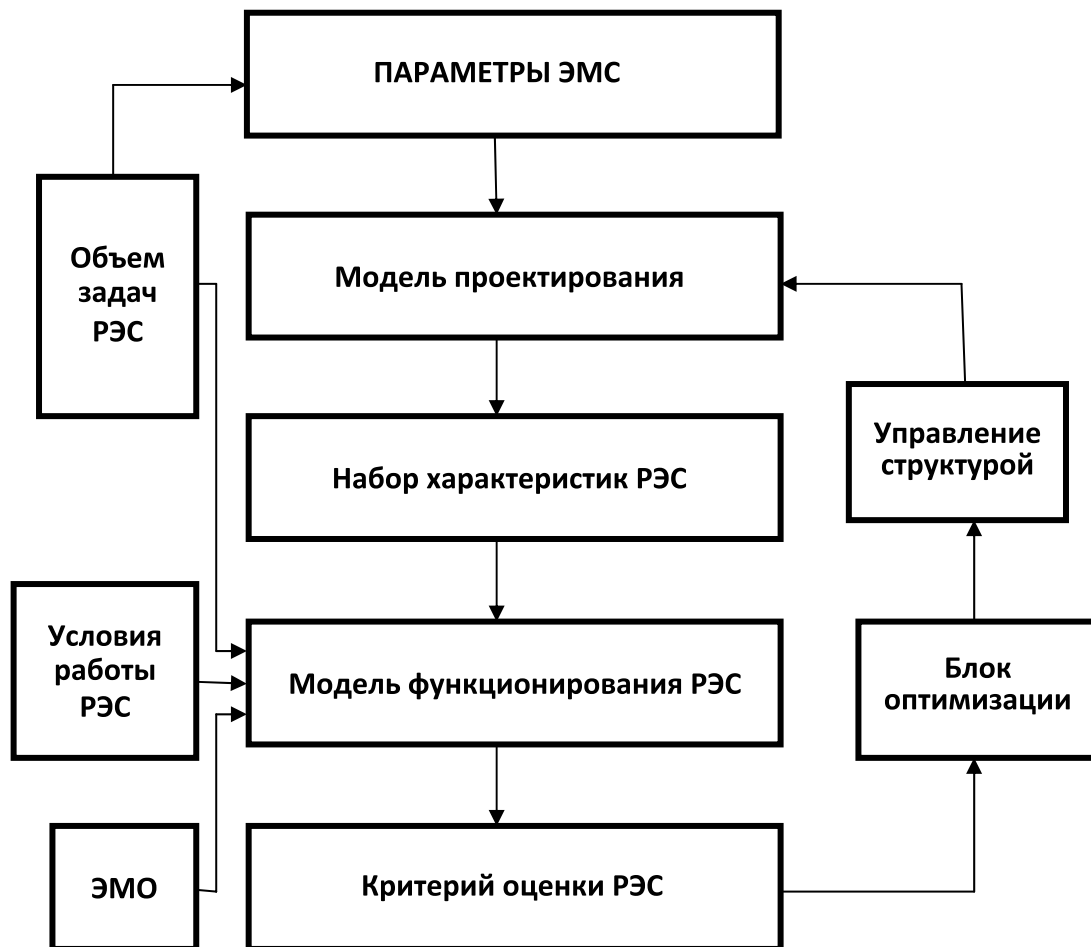 ПАРАМЕТРЫ ЭМС
Объем
задач
РЭС
Модель проектирования
Управление
структурой
Набор характеристик РЭС
Условия
работы
РЭС
Модель функционирования РЭС
Блок
оптимизации
ЭМО
Критерий оценки РЭС